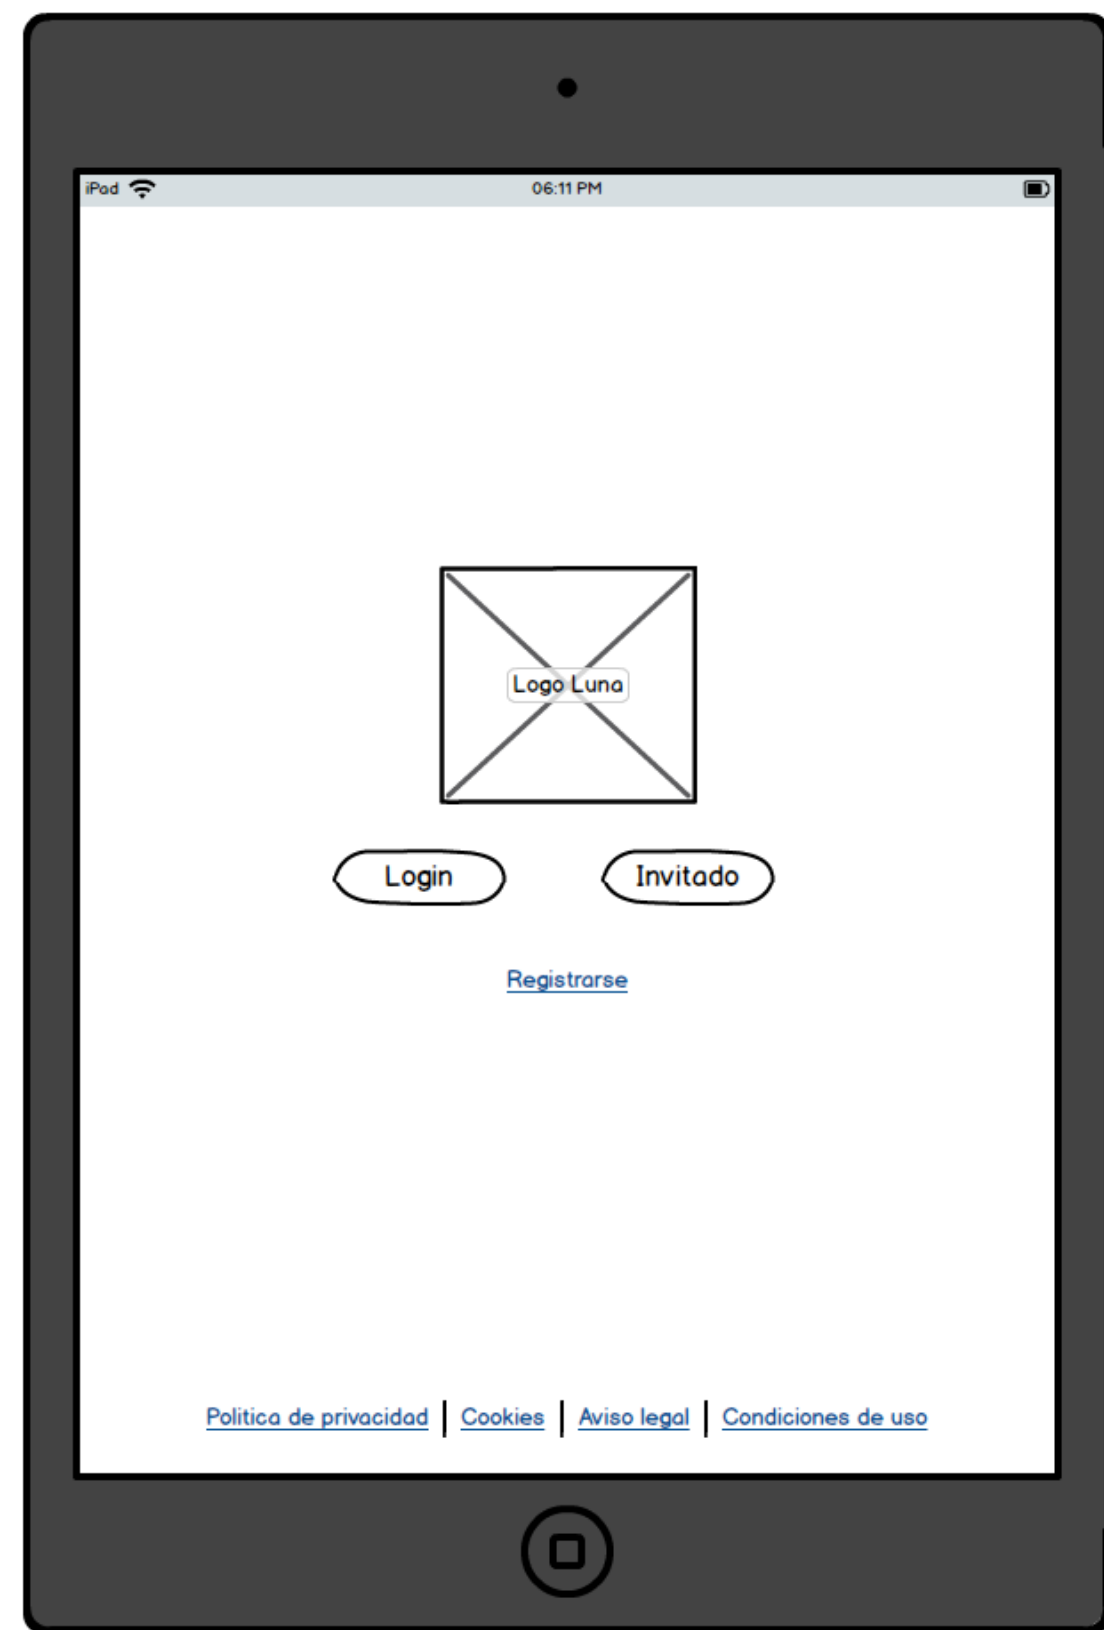 iPad 06:11 PM
Logo Luna
Login Invitado
Registrarse
Politica de privacidad Cookies Aviso legal Condiciones de uso